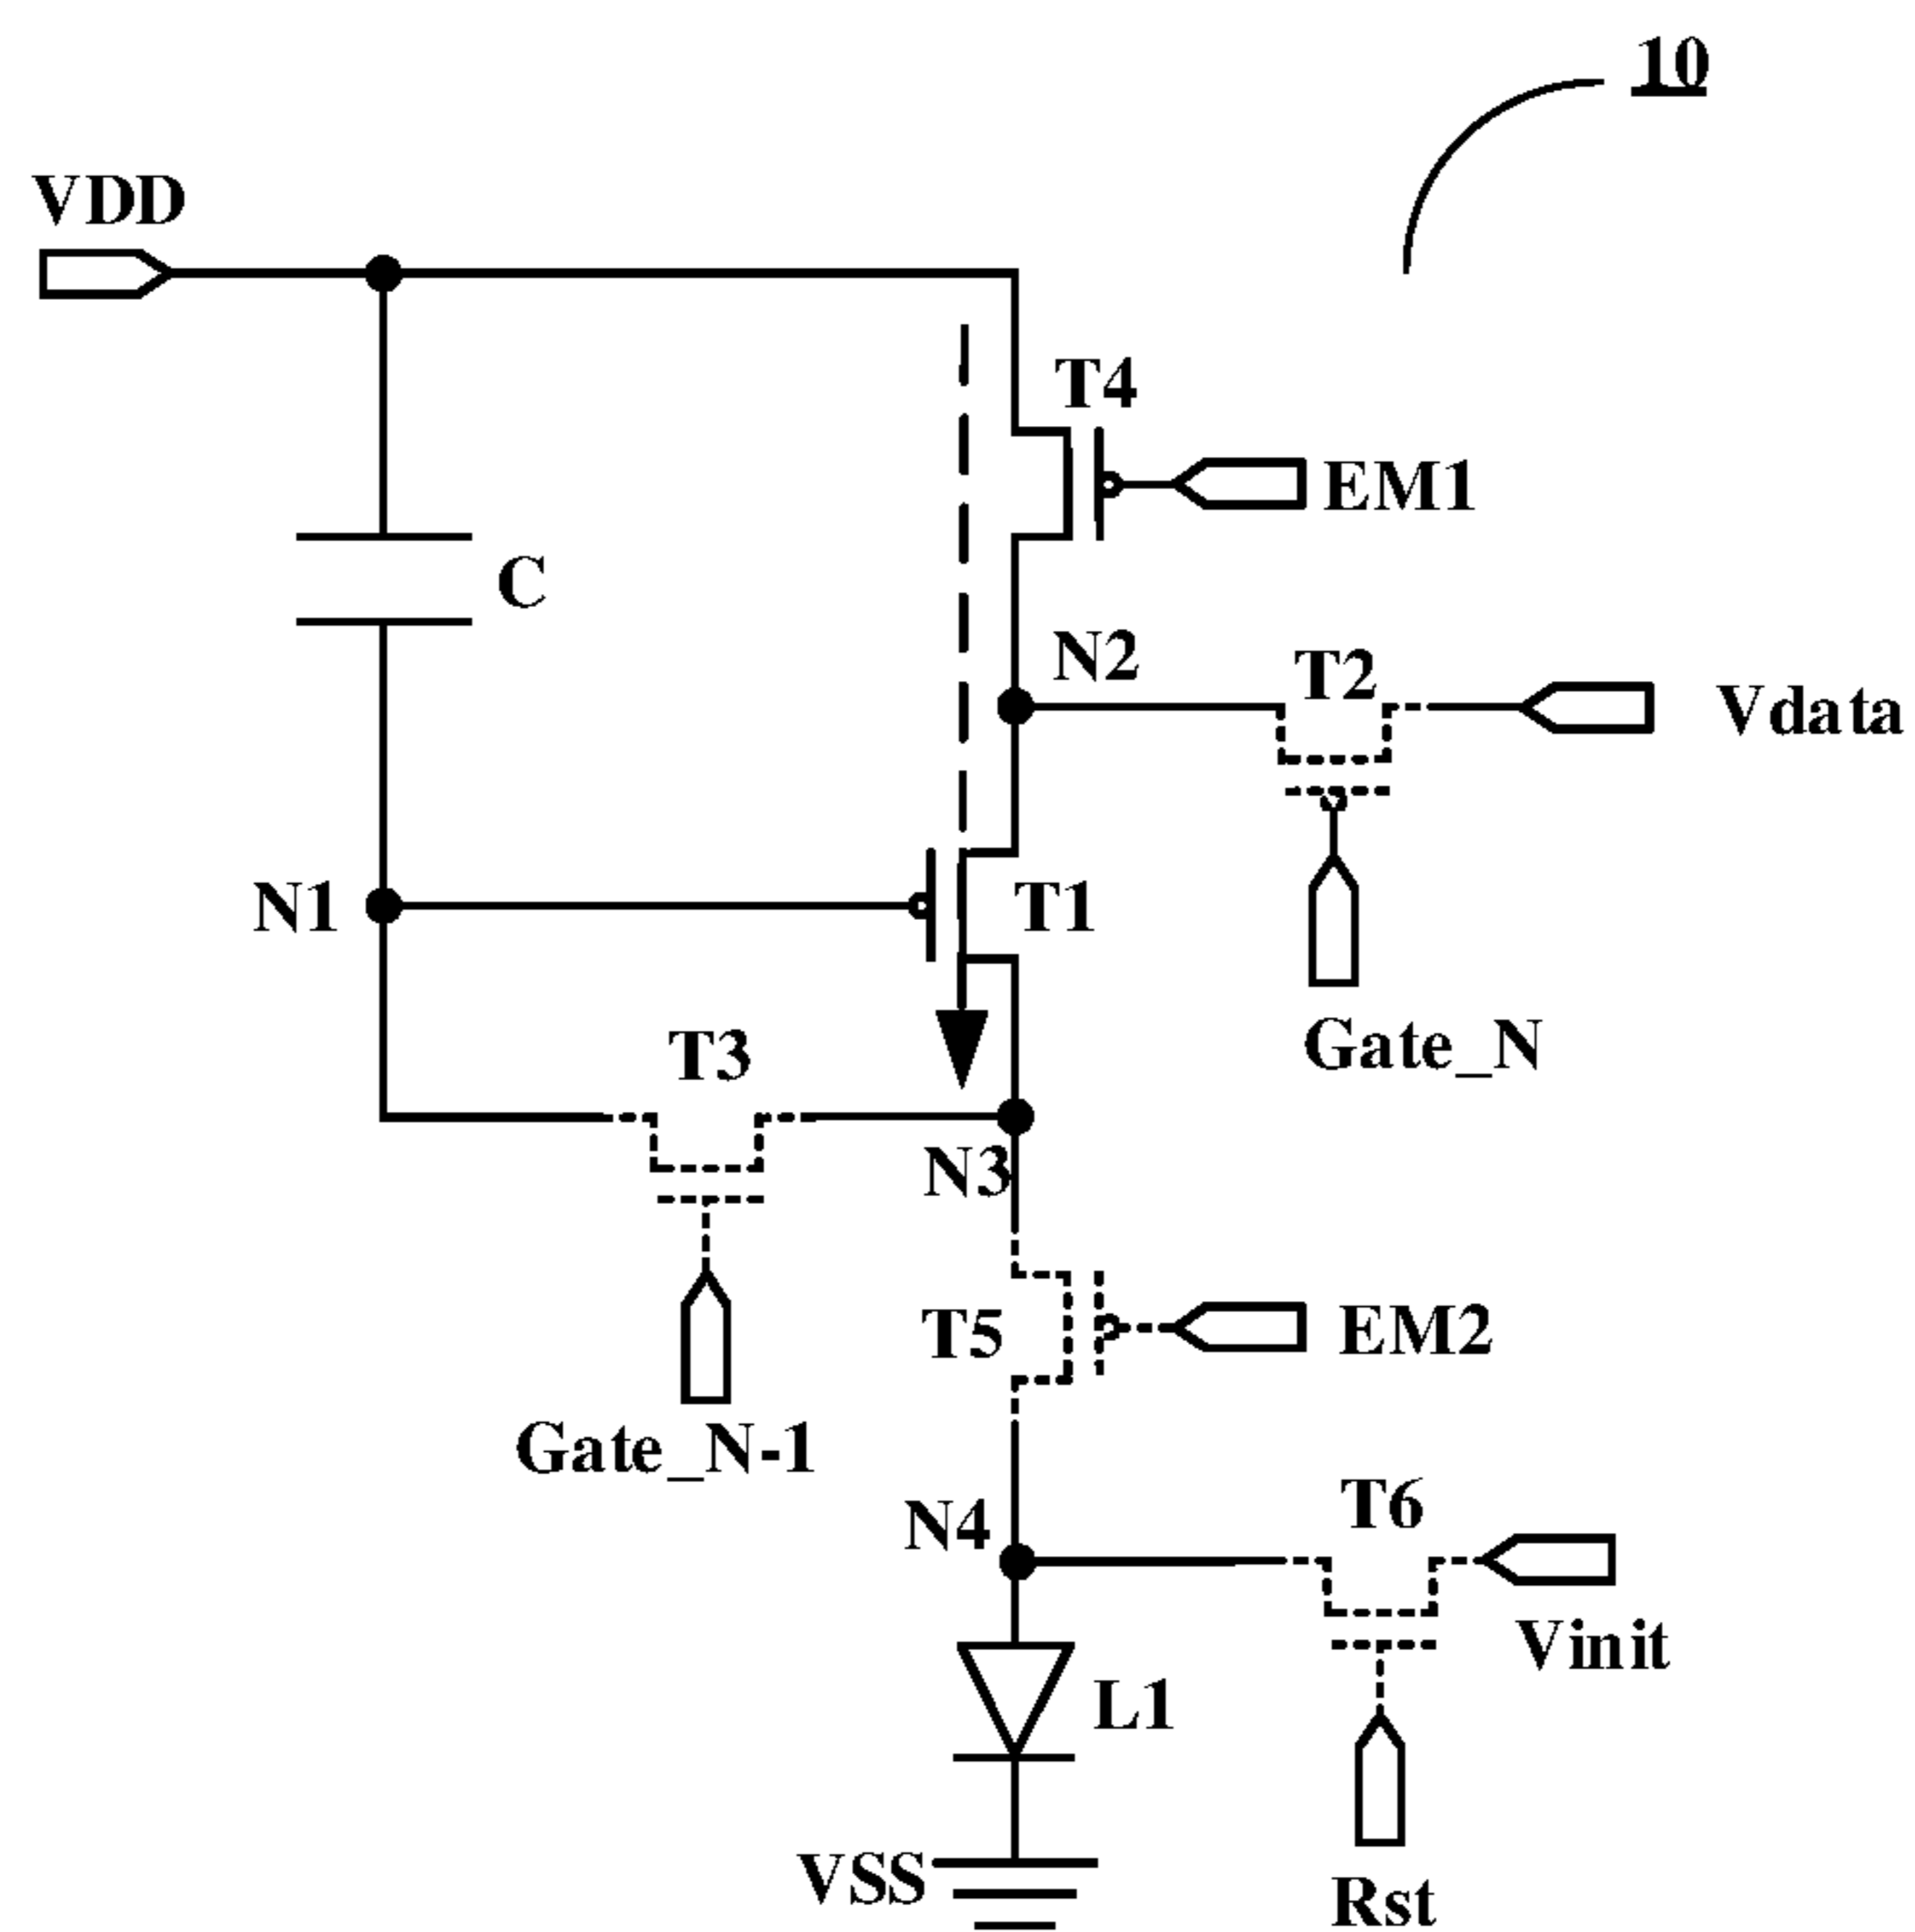 10
VDD
T4
EM1
C
N2
T2
Vdata
N1
T1
Gate_N
T3
N3
T5
EM2
Gate_N-1
N4
T6
Vinit
L1
VSS
Rst